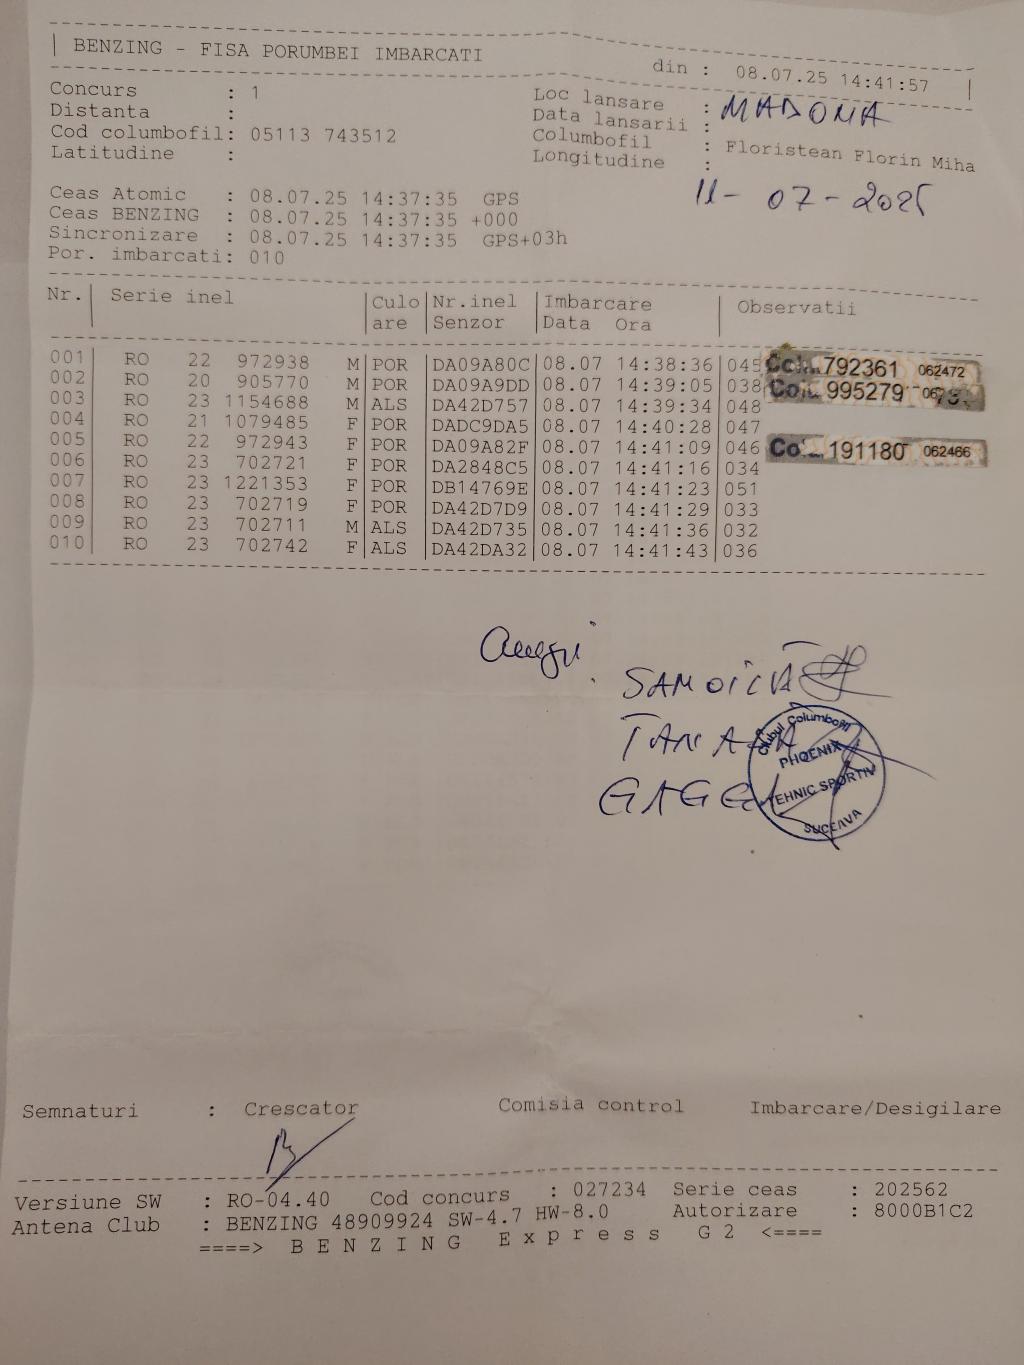 BENZING - FISA PORUMBEI IMBARCATI din : 08.07.25 14:41:57
Concurs : 1 Loc lansare : MADONA
Distanta : Data lansarii :
Cod columbofil: 05113 743512 Columbofil : Floristean Florin Miha
Latitudine : Longitudine :
11-07-2025
Ceas Atomic : 08.07.25 14:37:35 GPS
Ceas BENZING : 08.07.25 14:37:35 +000
Sincronizare : 08.07.25 14:37:35 GPS+03h
Por. imbarcati: 010
Nr. Serie inel Culo Nr.inel Imbarcare Observatii
are Senzor Data Ora
001 RO 22 972938 M POR DA09A80C 08.07 14:38:36 045 792361 062472
002 RO 20 905770 M POR DA09A9DD 08.07 14:39:05 038 995279
003 RO 23 1154688 M ALS DA42D757 08.07 14:39:34 048
004 RO 21 1079485 F POR DADC9DA5 08.07 14:40:28 047
005 RO 22 972943 F POR DA09A82F 08.07 14:41:09 046 191180 062466
006 RO 23 702721 F POR DA2848C5 08.07 14:41:16 034
007 RO 23 1221353 F POR DB14769E 08.07 14:41:23 051
008 RO 23 702719 F POR DA42D7D9 08.07 14:41:29 033
009 RO 23 702711 M ALS DA42D735 08.07 14:41:36 032
010 RO 23 702742 F ALS DA42DA32 08.07 14:41:43 036
SAMOILĂ
Clubul Columbofil
PHOENIX
TEHNIC SPORTIV
SUCEAVA
Semnaturi : Crescator Comisia control Imbarcare/Desigilare
Versiune SW : RO-04.40 Cod concurs : 027234 Serie ceas : 202562
Antena Club : BENZING 48909924 SW-4.7 HW-8.0 Autorizare : 8000B1C2
====> B E N Z I N G E x p r e s s G 2 <====